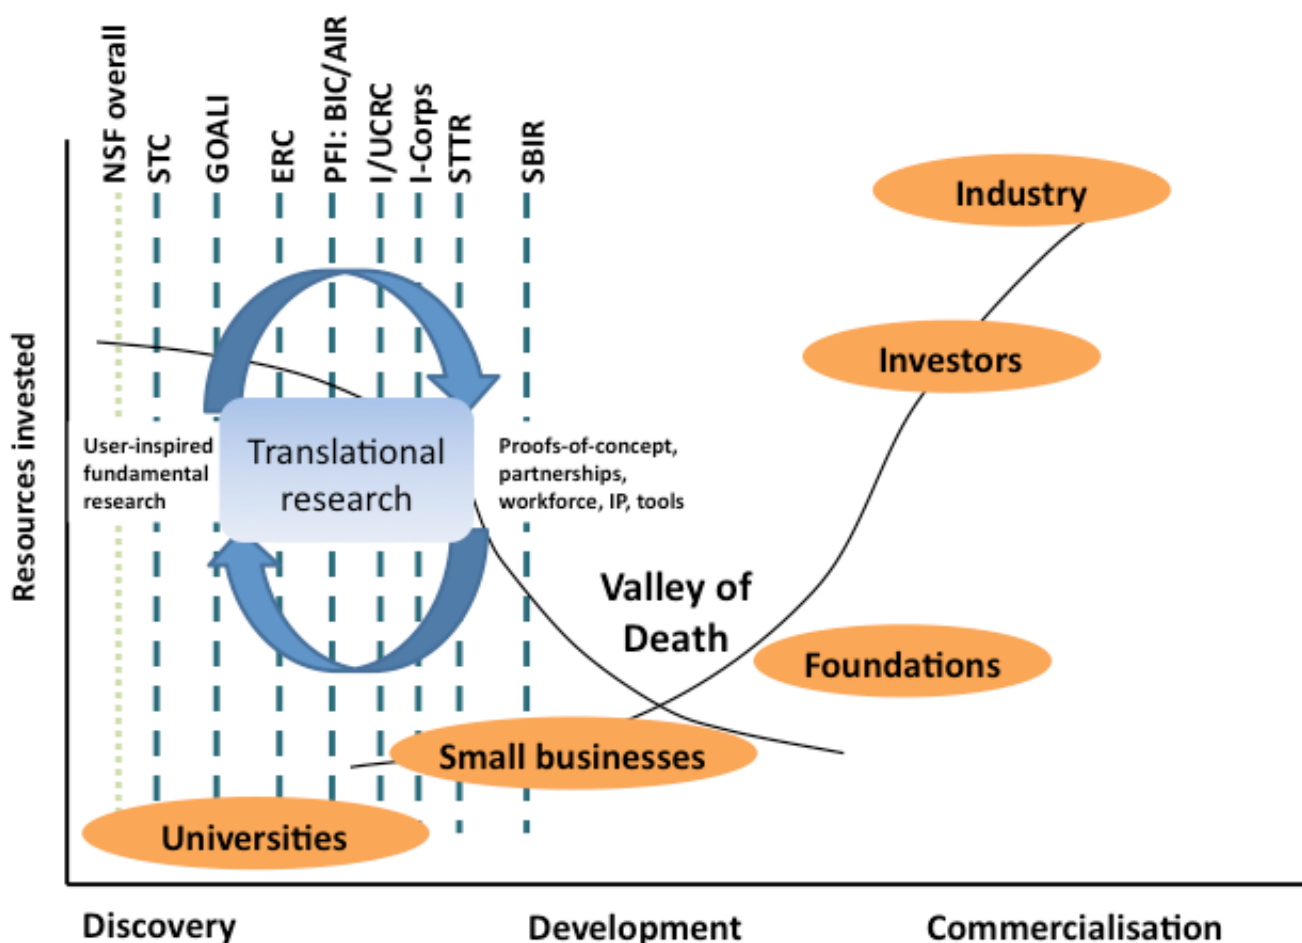 NSF overall
STC
GOALI
ERC
PFI: BIC/AIR
I/UCRC
I-Corps
STTR
SBIR
Industry
Investors
Resources invested
User-inspired
fundamental
research
Translational
research
Proofs-of-concept,
partnerships,
workforce, IP, tools
Valley of
Death
Foundations
Small businesses
Universities
Discovery
Development
Commercialisation